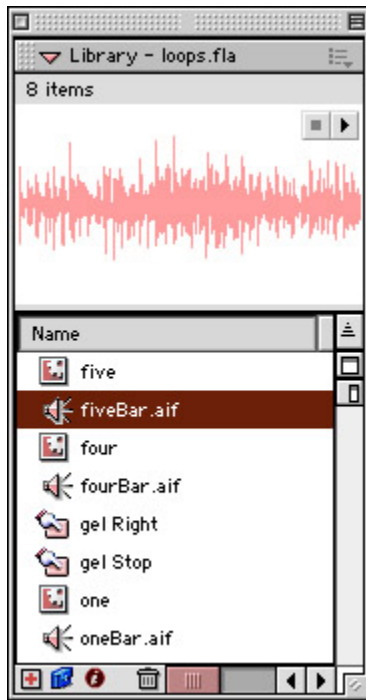 Library - loops.fla
8 items
Name
five
fiveBar.aif
four
fourBar.aif
gel Right
gel Stop
one
oneBar.aif